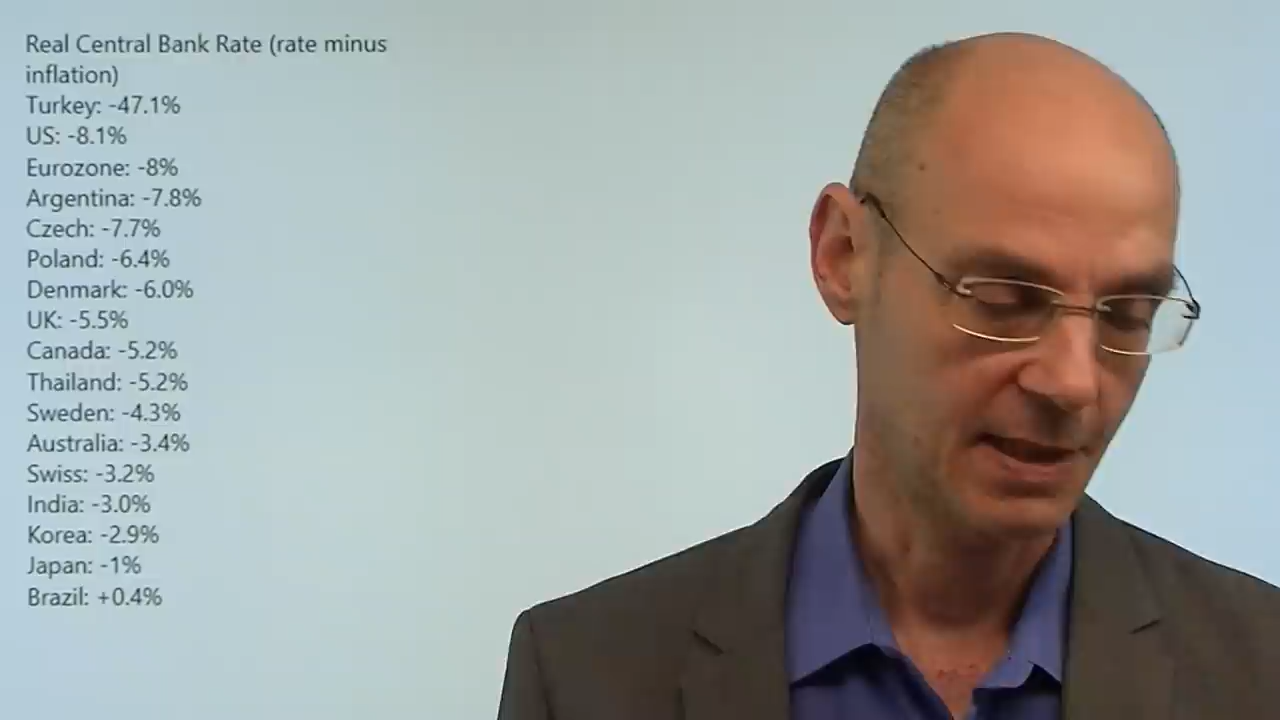 Real Central Bank Rate (rate minus
inflation)
Turkey: -47.1%
US: -8.1%
Eurozone: -8%
Argentina: -7.8%
Czech: -7.7%
Poland: -6.4%
Denmark: -6.0%
UK: -5.5%
Canada: -5.2%
Thailand: -5.2%
Sweden: -4.3%
Australia: -3.4%
Swiss: -3.2%
India: -3.0%
Korea: -2.9%
Japan: -1%
Brazil: +0.4%